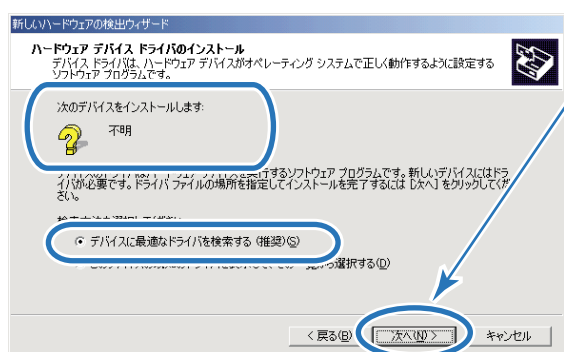 新しいハードウェアの検出ウィザード
ハードウェア デバイス ドライバのインストール
デバイス ドライバは、ハードウェア デバイスがオペレーティング システムで正しく動作するように設定する
ソフトウェア プログラムです。
次のデバイスをインストールします:
不明
するソフトウェア プログラムです。新しいデバイスにはドラ
イバが必要です。ドライバ ファイルの場所を指定してインストールを完了するには [次へ] をクリックしてくだ
さい。
デバイスに最適なドライバを検索する (推奨)(S)
から選択する(D)
< 戻る(B)
次へ(N) >
キャンセル